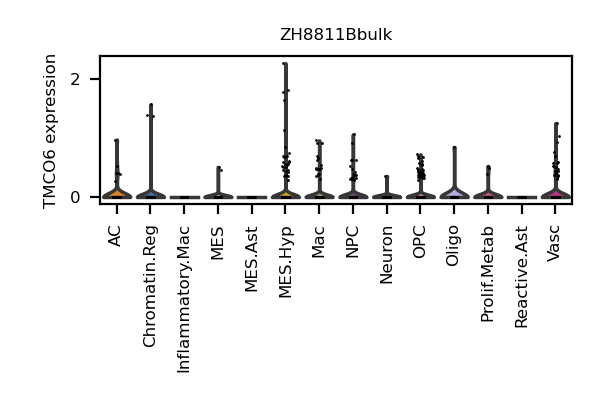 ZH8811Bbulk
TMCO6 expression
2
0
AC
Chromatin.Reg
Inflammatory.Mac
MES
MES.Ast
MES.Hyp
Mac
NPC
Neuron
OPC
Oligo
Prolif.Metab
Reactive.Ast
Vasc